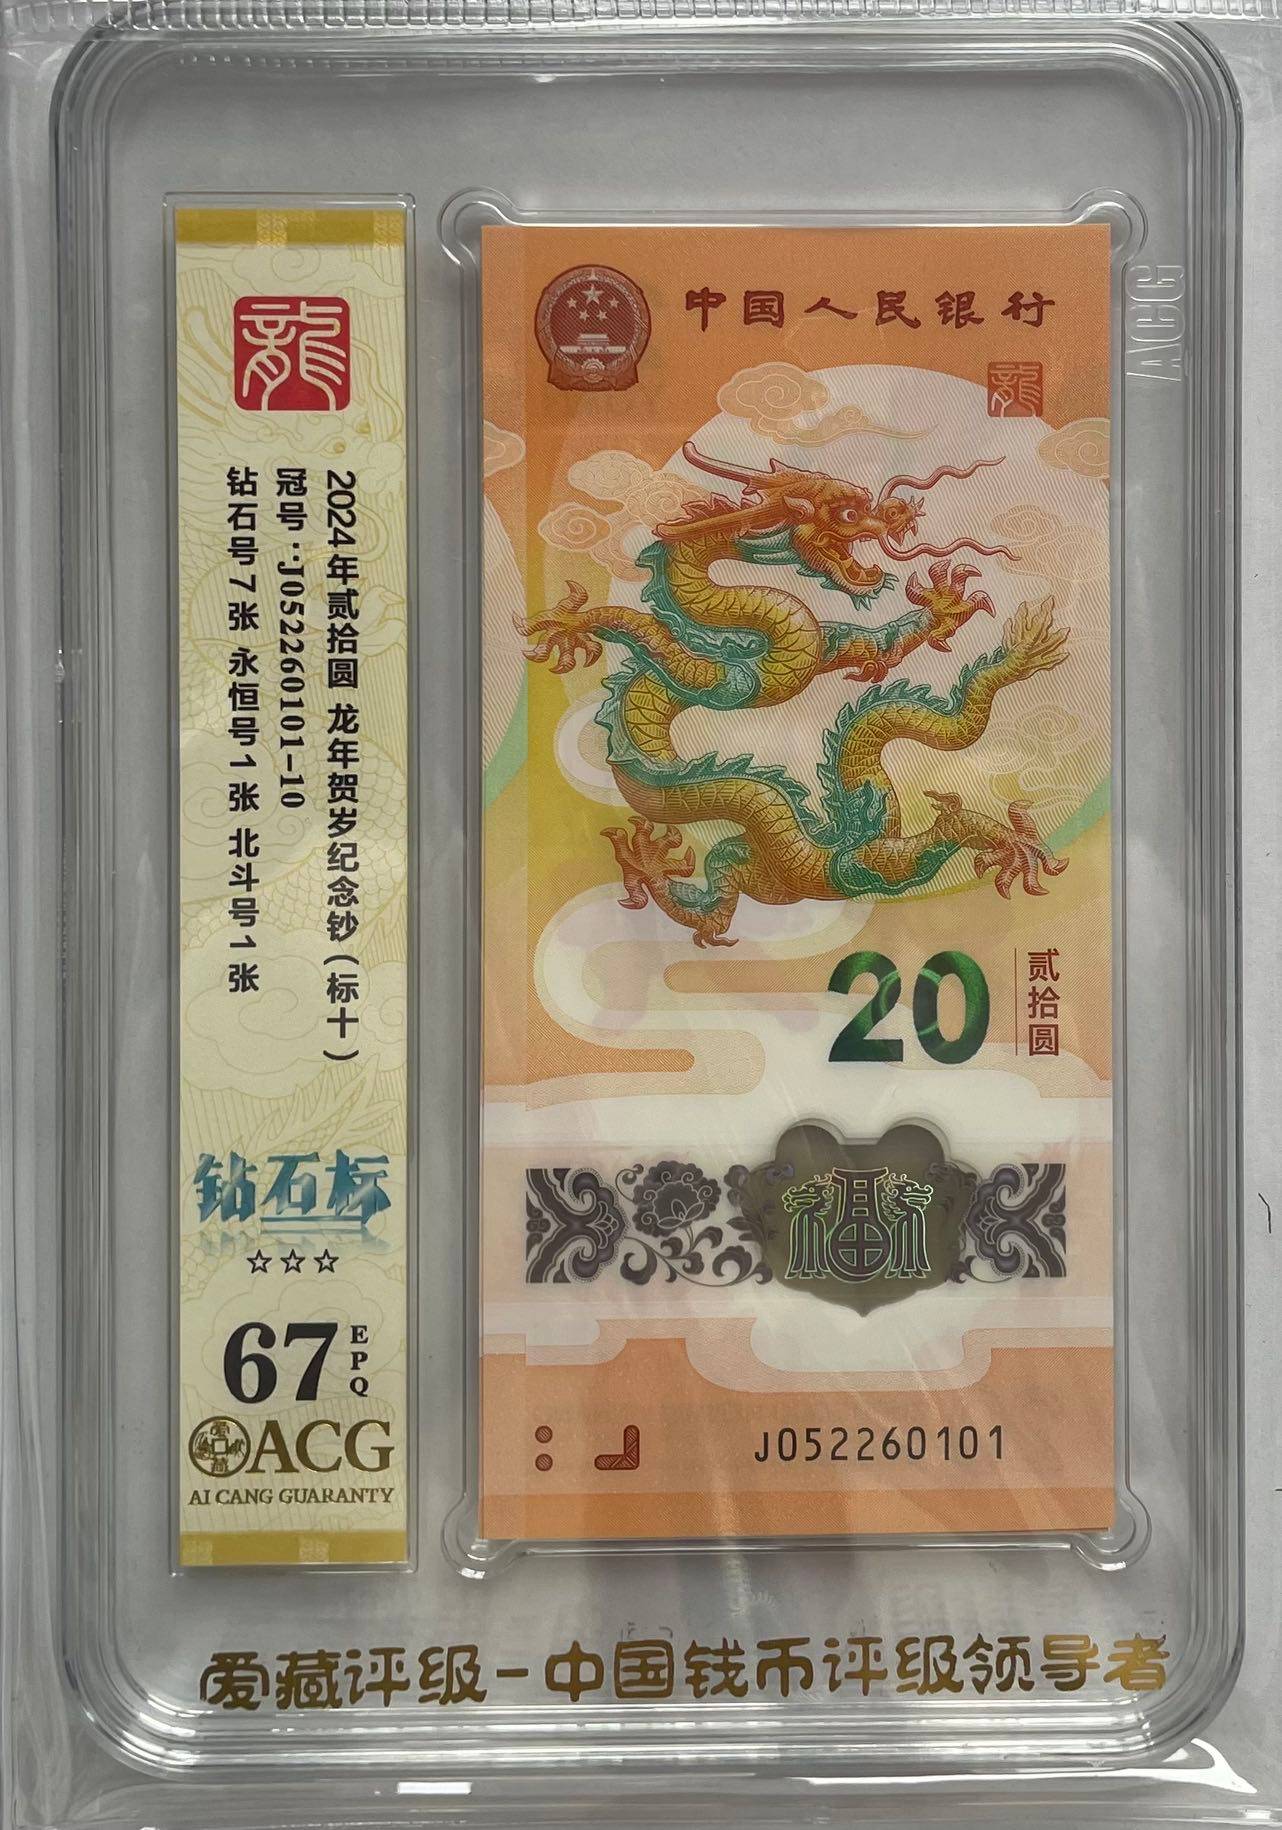 龍
2024年贰拾圆 龙年贺岁纪念钞(标十)
冠号:J052260101-10
钻石号7张 永恒号1张 北斗号1张
钻石标
☆☆☆
67
EPQ
ACG
AI CANG GUARANTY
中国人民银行
龍
20
贰拾圆
福
J052260101
ACG
爱藏评级-中国钱币评级领导者